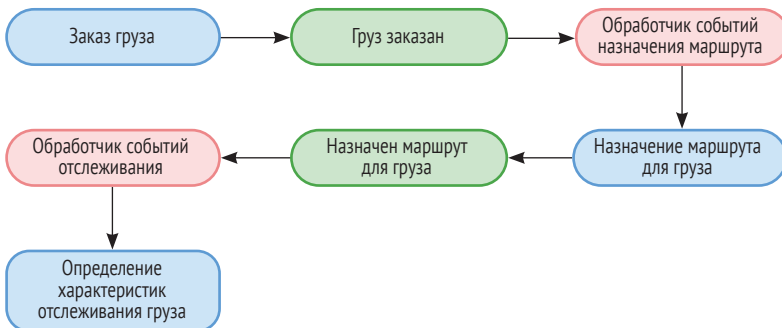 Заказ груза
Груз заказан
Обработчик событий
назначения маршрута
Обработчик событий
отслеживания
Назначен маршрут
для груза
Назначение маршрута
для груза
Определение
характеристик
отслеживания груза